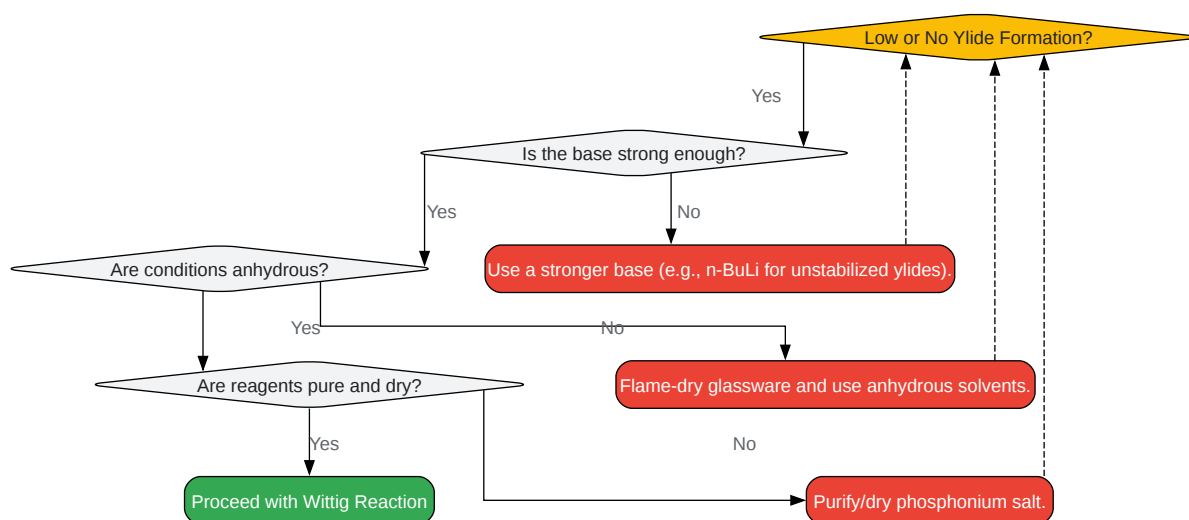 Low or No Ylide Formation?
Yes
Is the base strong enough?
Yes
No
Are conditions anhydrous?
Use a stronger base (e.g., n-BuLi for unstabilized ylides).
Yes
No
Are reagents pure and dry?
Flame-dry glassware and use anhydrous solvents.
Yes
No
Proceed with Wittig Reaction
Purify/dry phosphonium salt.